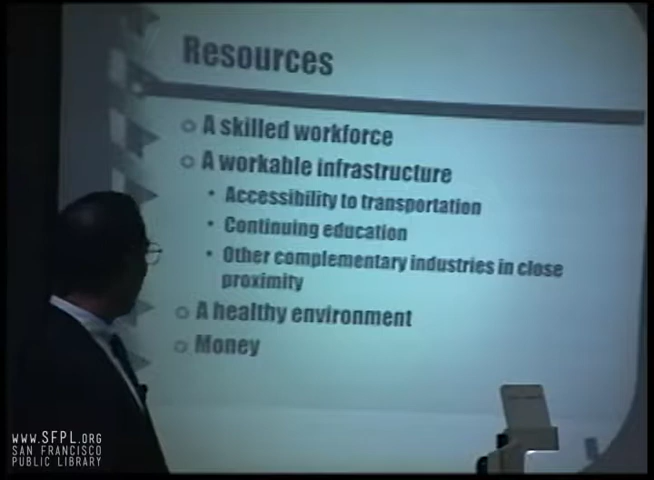 Resources
A skilled workforce
A workable infrastructure
Accessibility to transportation
Continuing education
Other complementary industries in close
proximity
A healthy environment
Money
WWW.SFPL.ORG
SAN FRANCISCO
PUBLIC LIBRARY